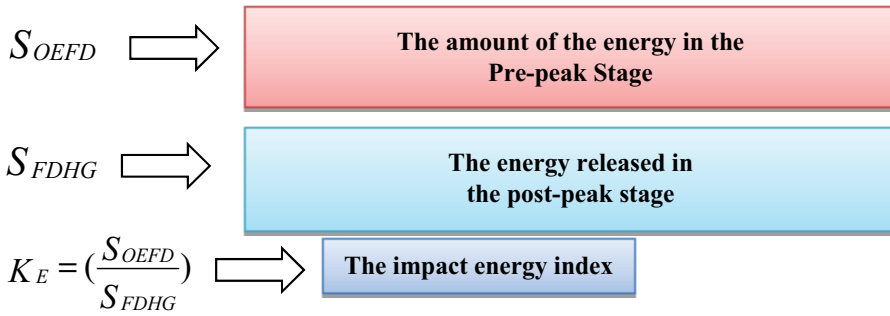 S_OEFD
The amount of the energy in the
Pre-peak Stage
S_FDHG
The energy released in
the post-peak stage
K_E = (S_OEFD / S_FDHG)
The impact energy index